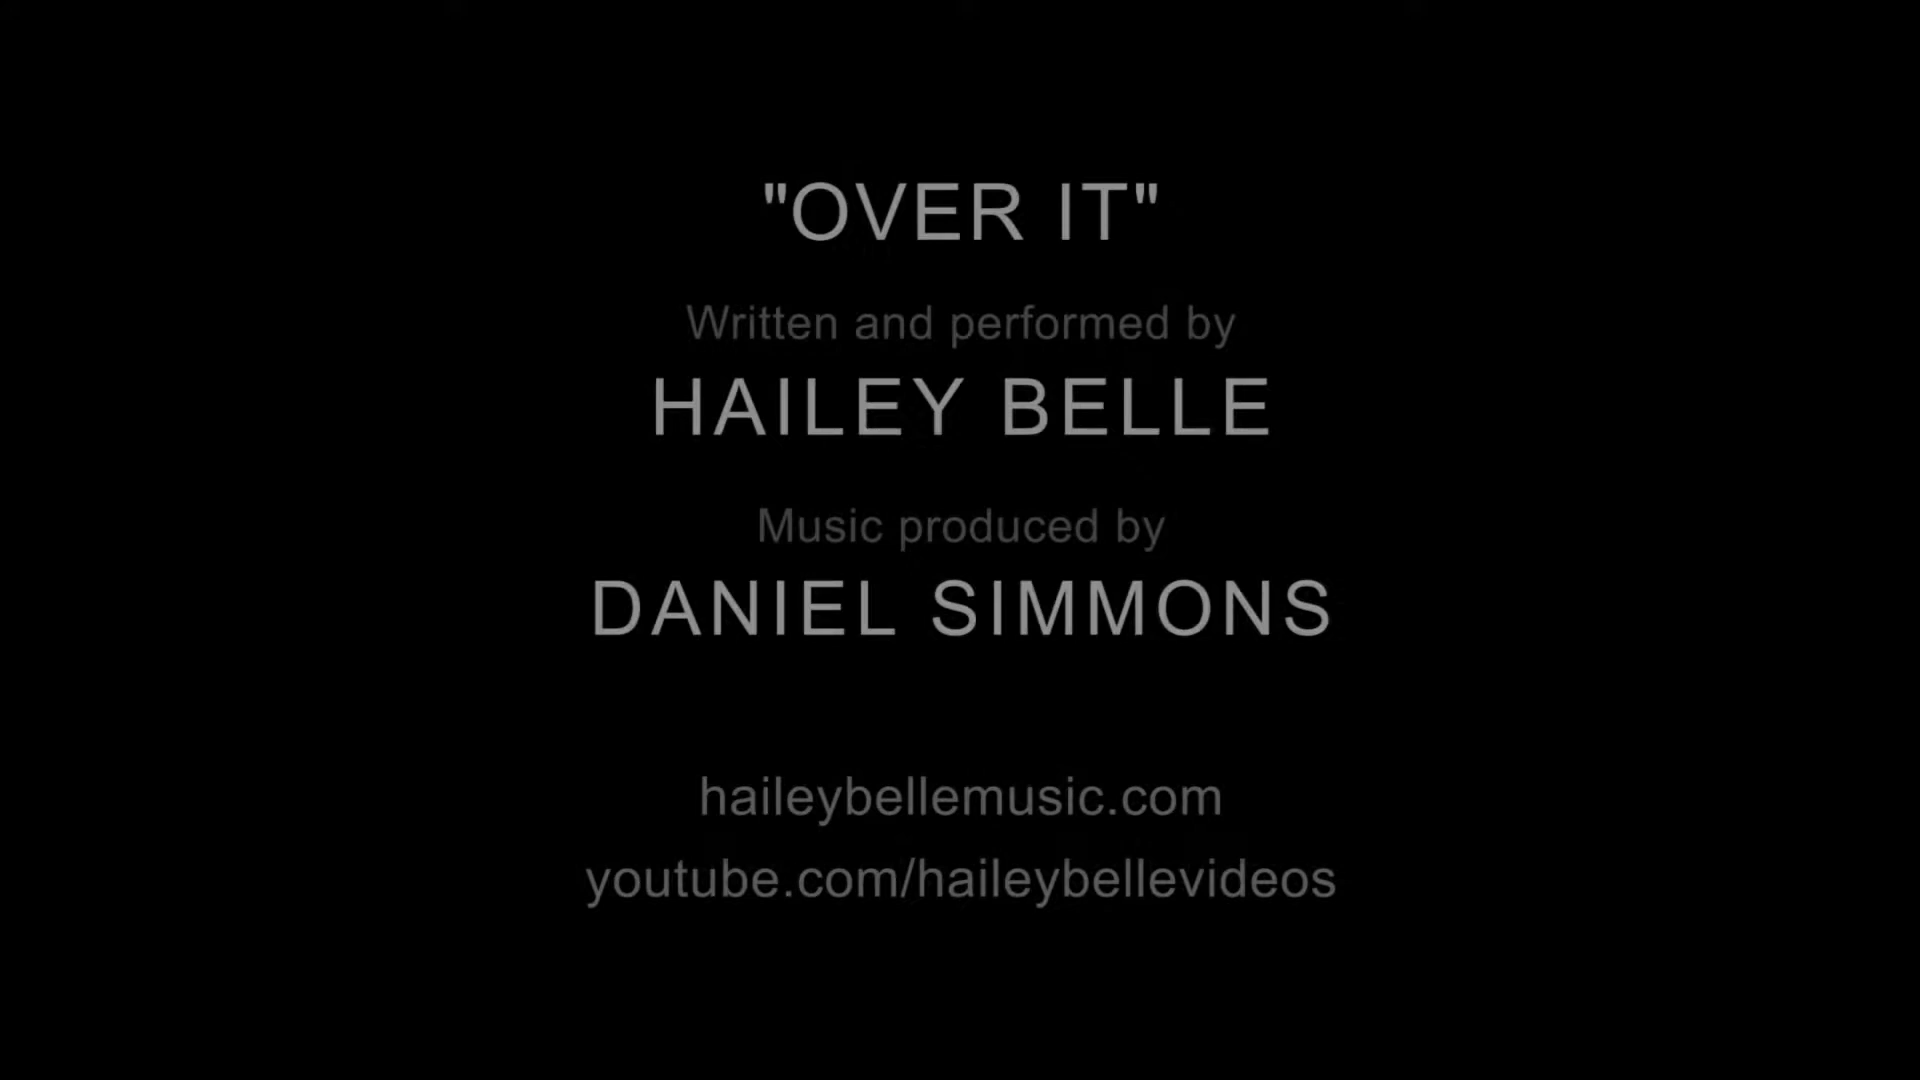 "OVER IT"
Written and performed by
HAILEY BELLE
Music produced by
DANIEL SIMMONS
haileybellemusic.com
youtube.com/haileybellevideos